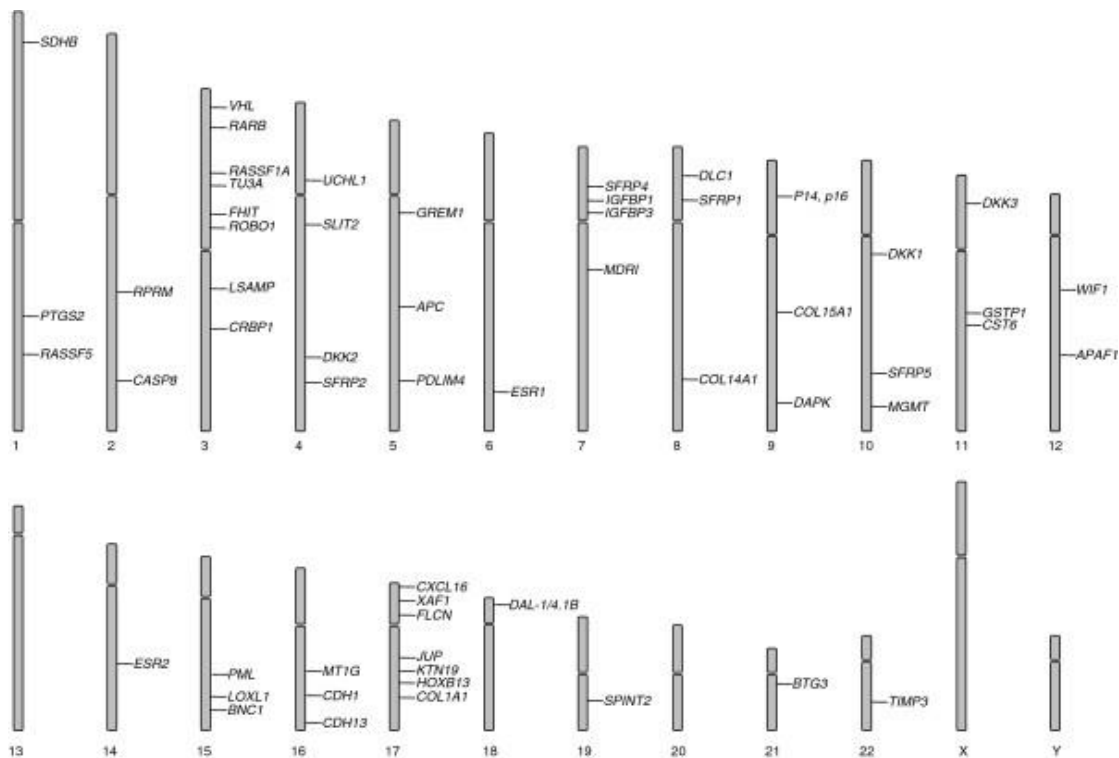 SDHB
PTGS2
RASSF5
1
RPRM
CASP8
2
VHL
RARB
RASSF1A
TU3A
FHIT
ROBO1
LSAMP
CRBP1
3
UCHL1
SLIT2
DKK2
SFRP2
4
GREM1
APC
PDLIM4
5
ESR1
6
SFRP4
IGFBP1
IGFBP3
MDRI
7
DLC1
SFRP1
COL14A1
8
P14, p16
COL15A1
DAPK
9
DKK1
SFRP5
MGMT
10
DKK3
GSTP1
CST6
11
WIF1
APAF1
12
13
ESR2
14
PML
LOXL1
BNC1
15
MT1G
CDH1
CDH13
16
CXCL16
XAF1
FLCN
JUP
KTN19
HOXB13
COL1A1
17
DAL-1/4.1B
18
SPINT2
19
20
BTG3
21
TIMP3
22
X
Y